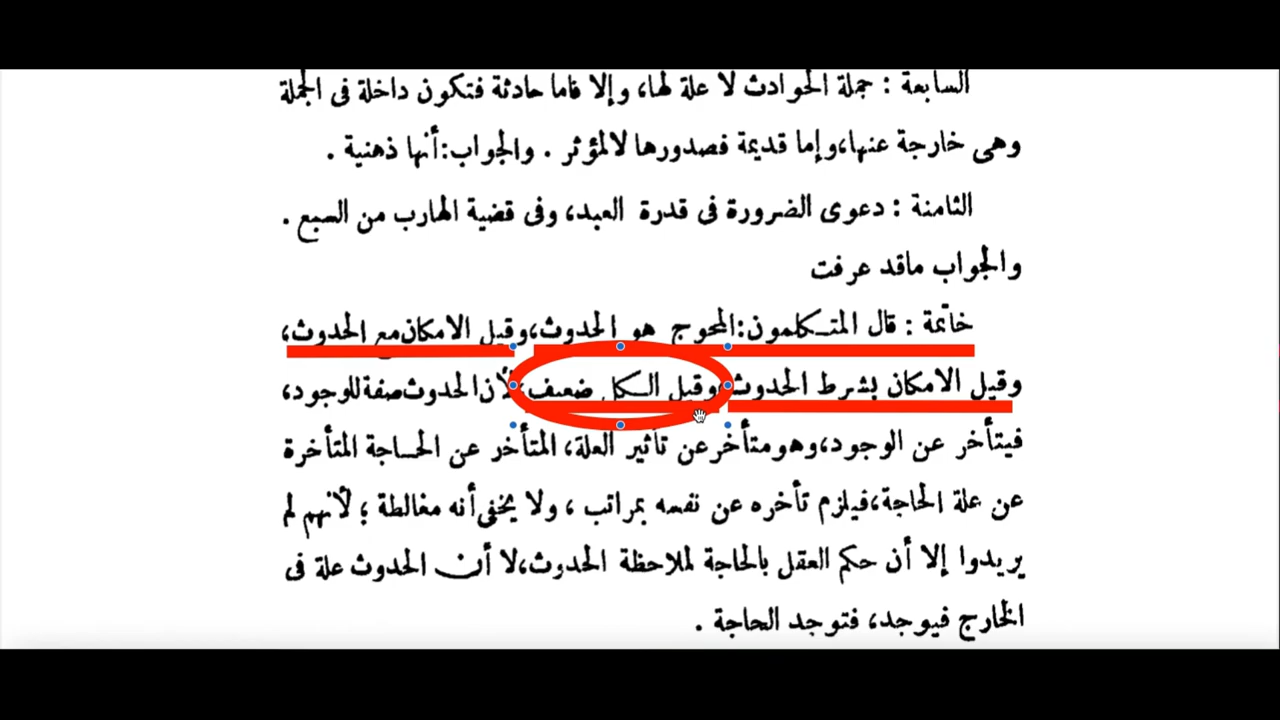 السابعة : جملة الحوادث لا علة لها، وإلا فاما حادثة فتكون داخلة فى الجملة
وهى خارجة عنها،وإما قديمة فصدورها لالمؤثر . والجواب:أنها ذهنية .
الثامنة : دعوى الضرورة فى قدرة العبد، وفى قضية الهارب من السبع .
والجواب ماقد عرفت
خاتمة : قال المتكلمون:المحوج هو الحدوث،وقيل الامكان مع الحدوث،
وقيل الامكان بشرط الحدوث،وقيل الكل ضعيف لأن الحدوث صفة للوجود،
فيتأخر عن الوجود،وهو متأخر عن تأثير العلة، المتأخر عن الحاجة المتأخرة
عن علة الحاجة،فيلزم تأخره عن نفسه بمراتب ، ولا يخفى أنه مغالطة ؛ لأنهم لم
يريدوا إلا أن حكم العقل بالحاجة لملاحظة الحدوث،لا أن الحدوث علة فى
الخارج فيوجد، فتوجد الحاجة .